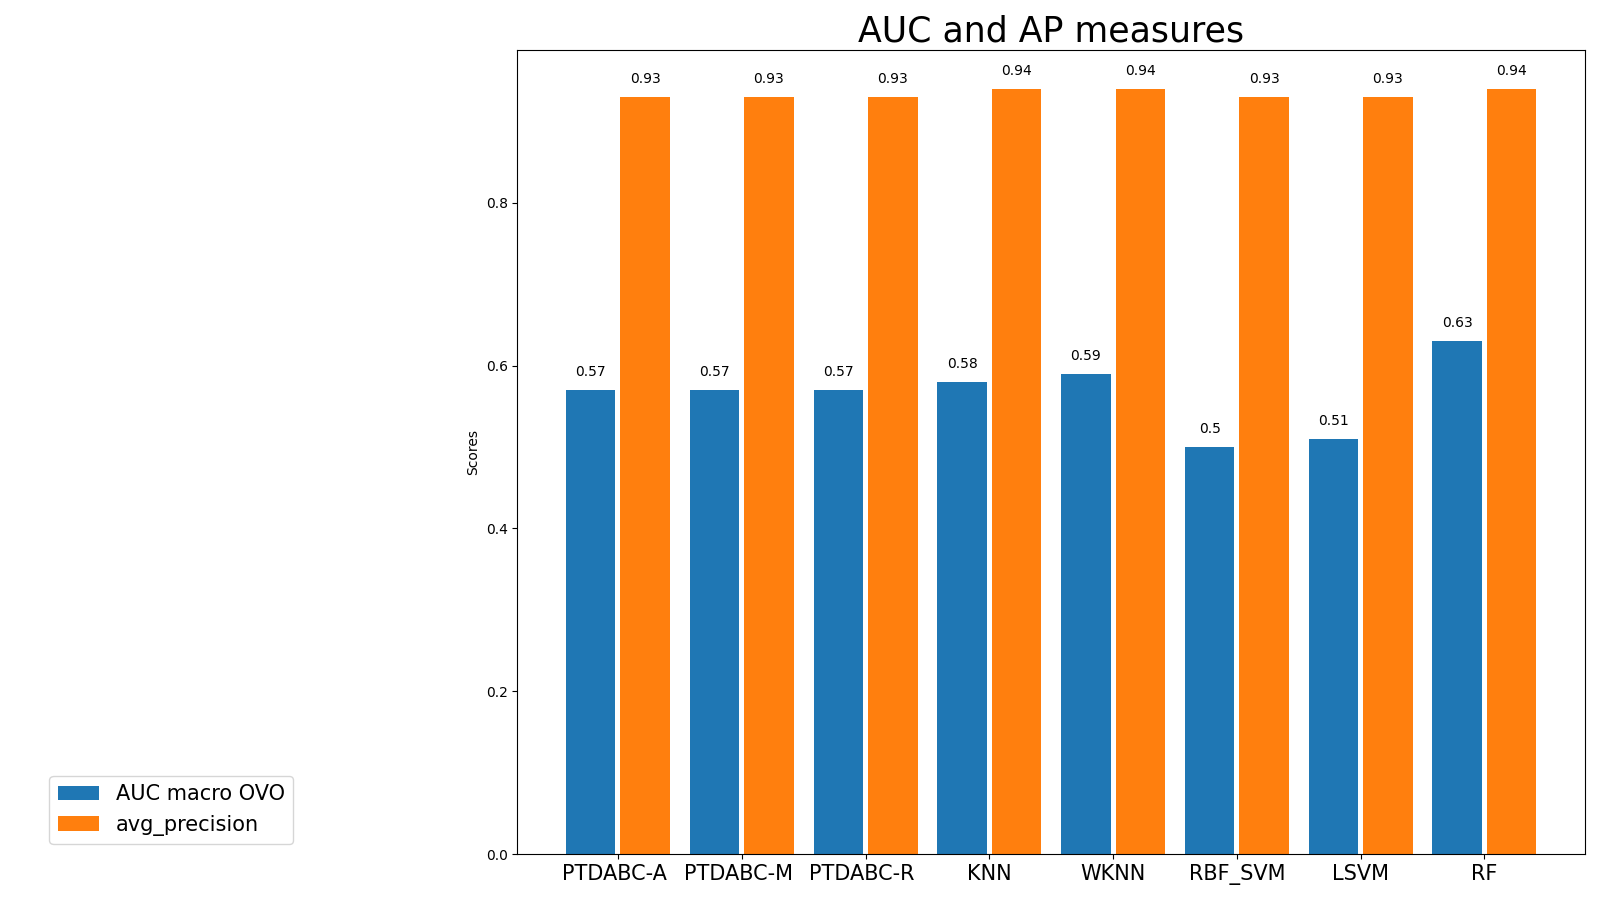 AUC and AP measures
0.93 0.93 0.93 0.94 0.94 0.93 0.93 0.94
0.57 0.57 0.57 0.58 0.59 0.5 0.51 0.63
Scores
0.8
0.6
0.4
0.2
0.0
PTDABC-A PTDABC-M PTDABC-R KNN WKNN RBF_SVM LSVM RF
AUC macro OVO
avg_precision